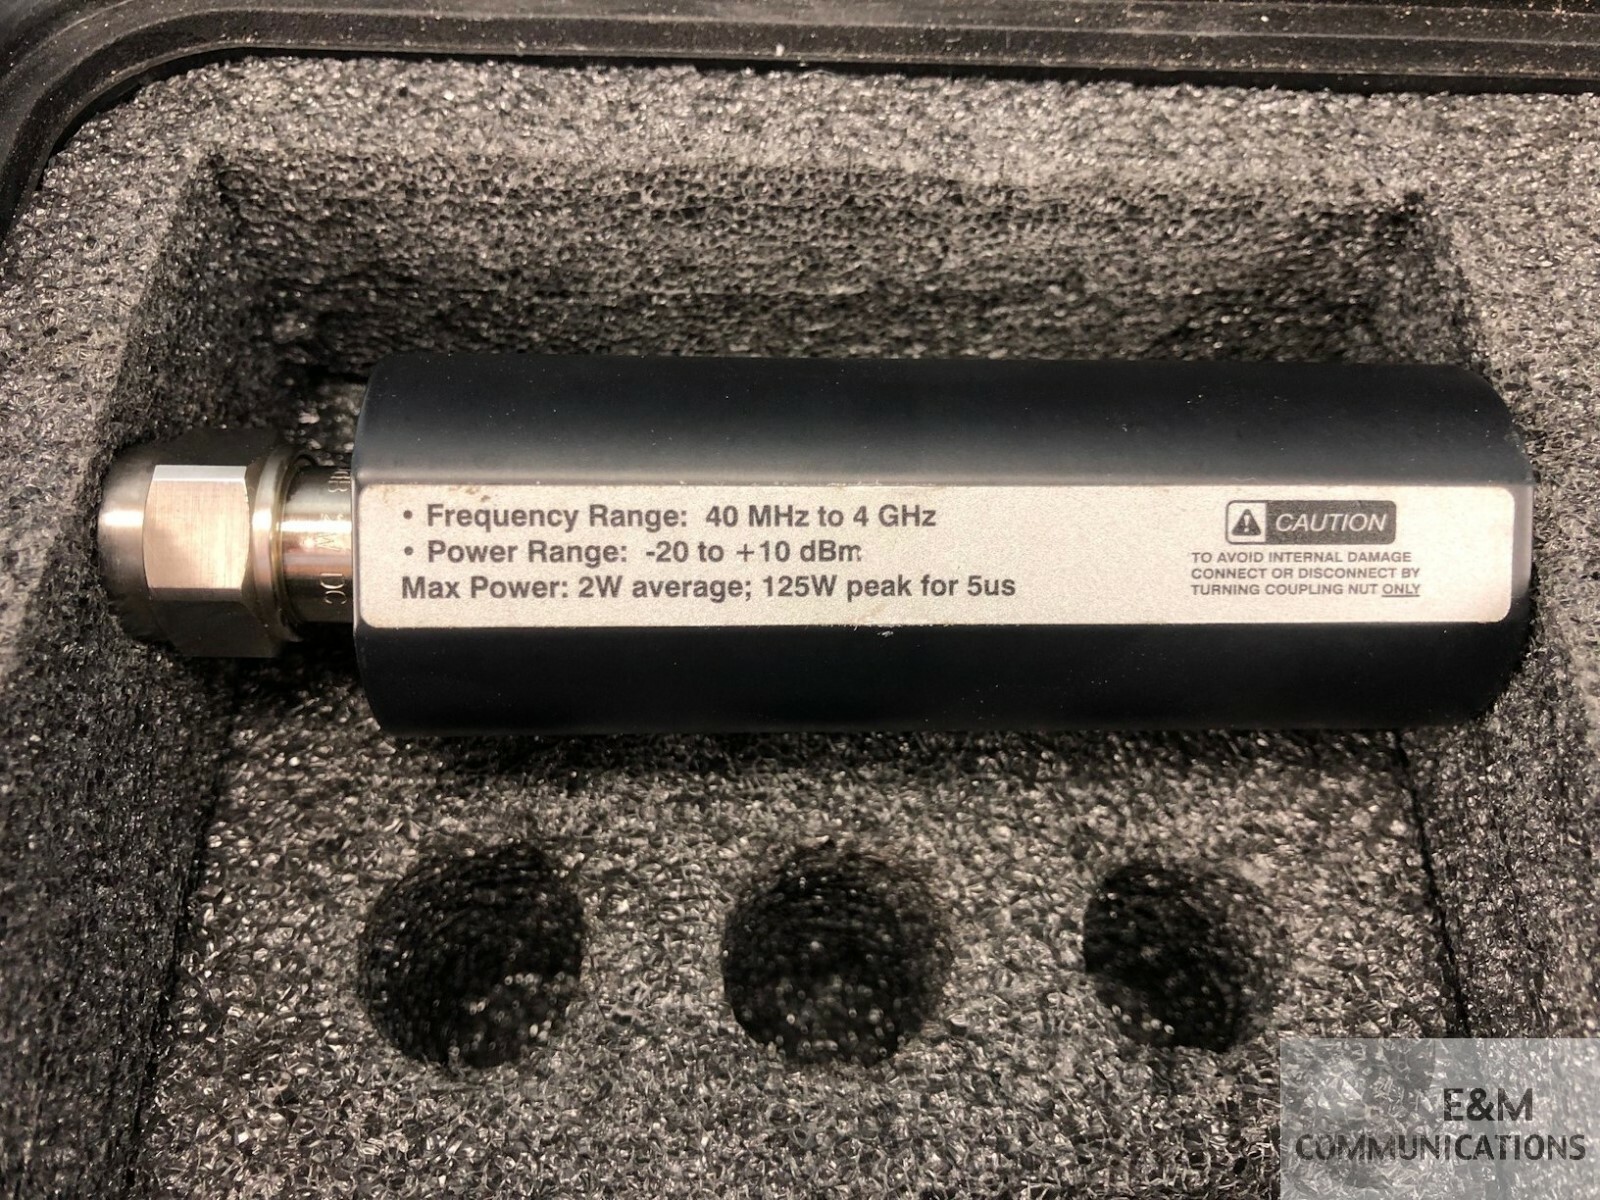 • Frequency Range: 40 MHz to 4 GHz
• Power Range: -20 to +10 dBm
Max Power: 2W average; 125W peak for 5us
CAUTION
TO AVOID INTERNAL DAMAGE
CONNECT OR DISCONNECT BY
TURNING COUPLING NUT ONLY
E&M
COMMUNICATIONS